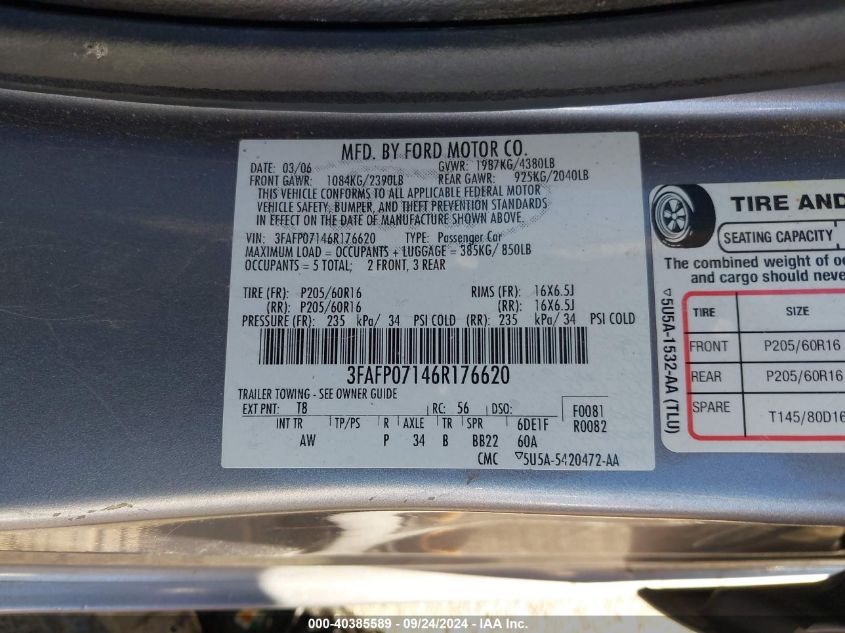 MFD. BY FORD MOTOR CO.
DATE: 03/06 GVWR: 1987KG/4380LB
FRONT GAWR: 1084KG/2390LB REAR GAWR: 925KG/2040LB
THIS VEHICLE CONFORMS TO ALL APPLICABLE FEDERAL MOTOR
VEHICLE SAFETY, BUMPER, AND THEFT PREVENTION STANDARDS
IN EFFECT ON THE DATE OF MANUFACTURE SHOWN ABOVE.
VIN: 3FAFP07146R176620 TYPE: Passenger Car
MAXIMUM LOAD = OCCUPANTS + LUGGAGE = 385KG/ 850LB
OCCUPANTS = 5 TOTAL; 2 FRONT, 3 REAR
TIRE (FR): P205/60R16 RIMS (FR): 16X6.5J
(RR): P205/60R16 (RR): 16X6.5J
PRESSURE (FR): 235 kPa/ 34 PSI COLD (RR): 235 kPa/ 34 PSI COLD
3FAFP07146R176620
TRAILER TOWING - SEE OWNER GUIDE
EXT PNT: T8 RC: 56 DSO: F0081
INT TR TP/PS R AXLE TR SPR 6DE1F R0082
AW P 34 B BB22 60A
CMC ▽5U5A-5420472-AA
TIRE AND
SEATING CAPACITY
The combined weight of oc
and cargo should neve
TIRE SIZE
FRONT P205/60R16
REAR P205/60R16
SPARE T145/80D16
▽5U5A-1532-AA (TLU)
000-40385589 - 09/24/2024 - IAAI.com